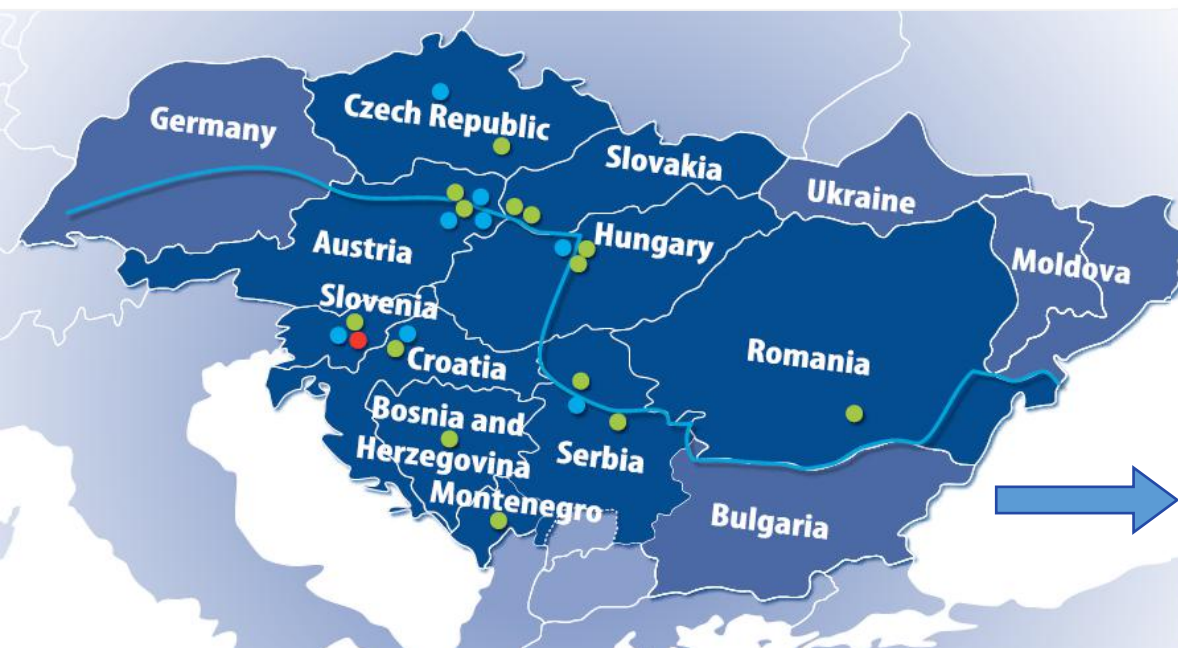 Germany
Czech Republic
Slovakia
Ukraine
Moldova
Austria
Hungary
Slovenia
Croatia
Romania
Bosnia and
Herzegovina
Serbia
Montenegro
Bulgaria